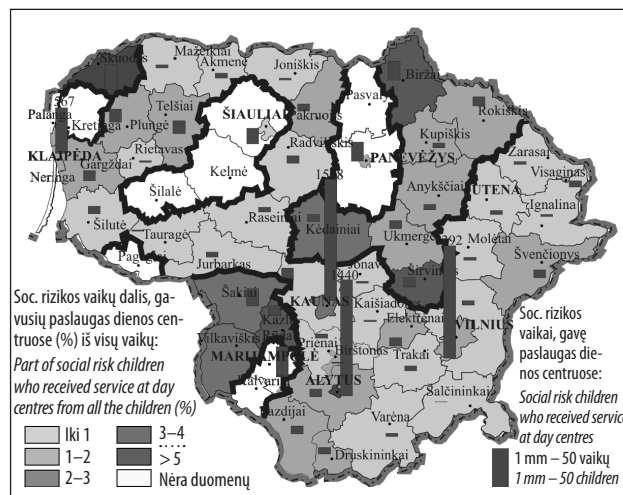 Skuodas
Mažeikiai
Akmenė
Joniškis
Biržai
Pasvaly
567
Palanga
Kretinga
Telšiai
Plungė
ŠIAULIAI
Pakruojis
Rokiškis
KLAIPĖDA
Rietavas
Radviliškis
PANEVĖŽYS
Kupiškis
Gargždai
Neringa
Kelmė
Zarasai
Šilalė
Anykščiai
UTENA
Visaginas
Šilutė
Tauragė
Raseiniai
Kėdainiai
Ukmergė
Molėtai
Ignalina
Pagėgiai
Jurbarkas
Jonava
Širvintos
Švenčionys
1440
Šakiai
KAUNAS
Kaišiadorys
Elektrėnai
VILNIUS
Vilkaviškis
Prienai
MARIJAMPOLĖ
Birštonas
Trakai
Kalvarija
ALYTUS
Šalčininkai
Lazdijai
Varėna
Druskininkai
Soc. rizikos vaikų dalis, ga-
vusių paslaugas dienos cen-
truose (%) iš visų vaikų:
Part of social risk children
who received service at day
centres from all the children (%)
Iki 1
1–2
2–3
3–4
> 5
Nėra duomenų
Soc. rizikos
vaikai, gavę
paslaugas die-
nos centruose:
Social risk children
who received service
at day centres
1 mm – 50 vaikų
1 mm – 50 children